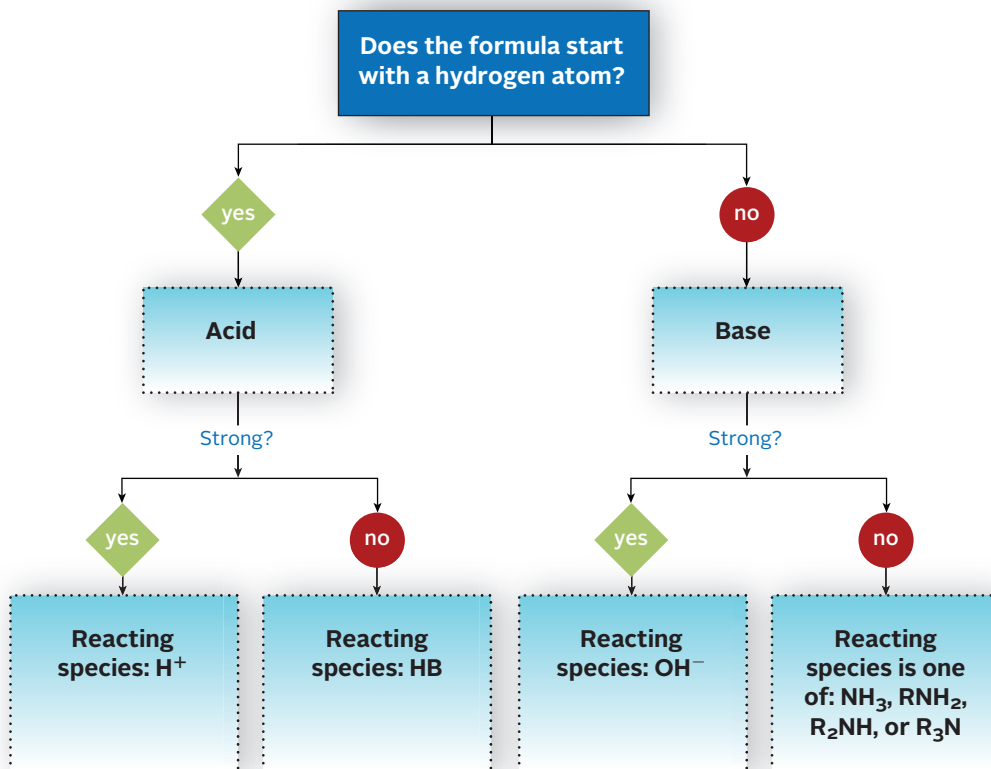 Does the formula start
with a hydrogen atom?
yes
no
Acid
Base
Strong?
Strong?
yes
no
yes
no
Reacting
species: H⁺
Reacting
species: HB
Reacting
species: OH⁻
Reacting
species is one
of: NH₃, RNH₂,
R₂NH, or R₃N